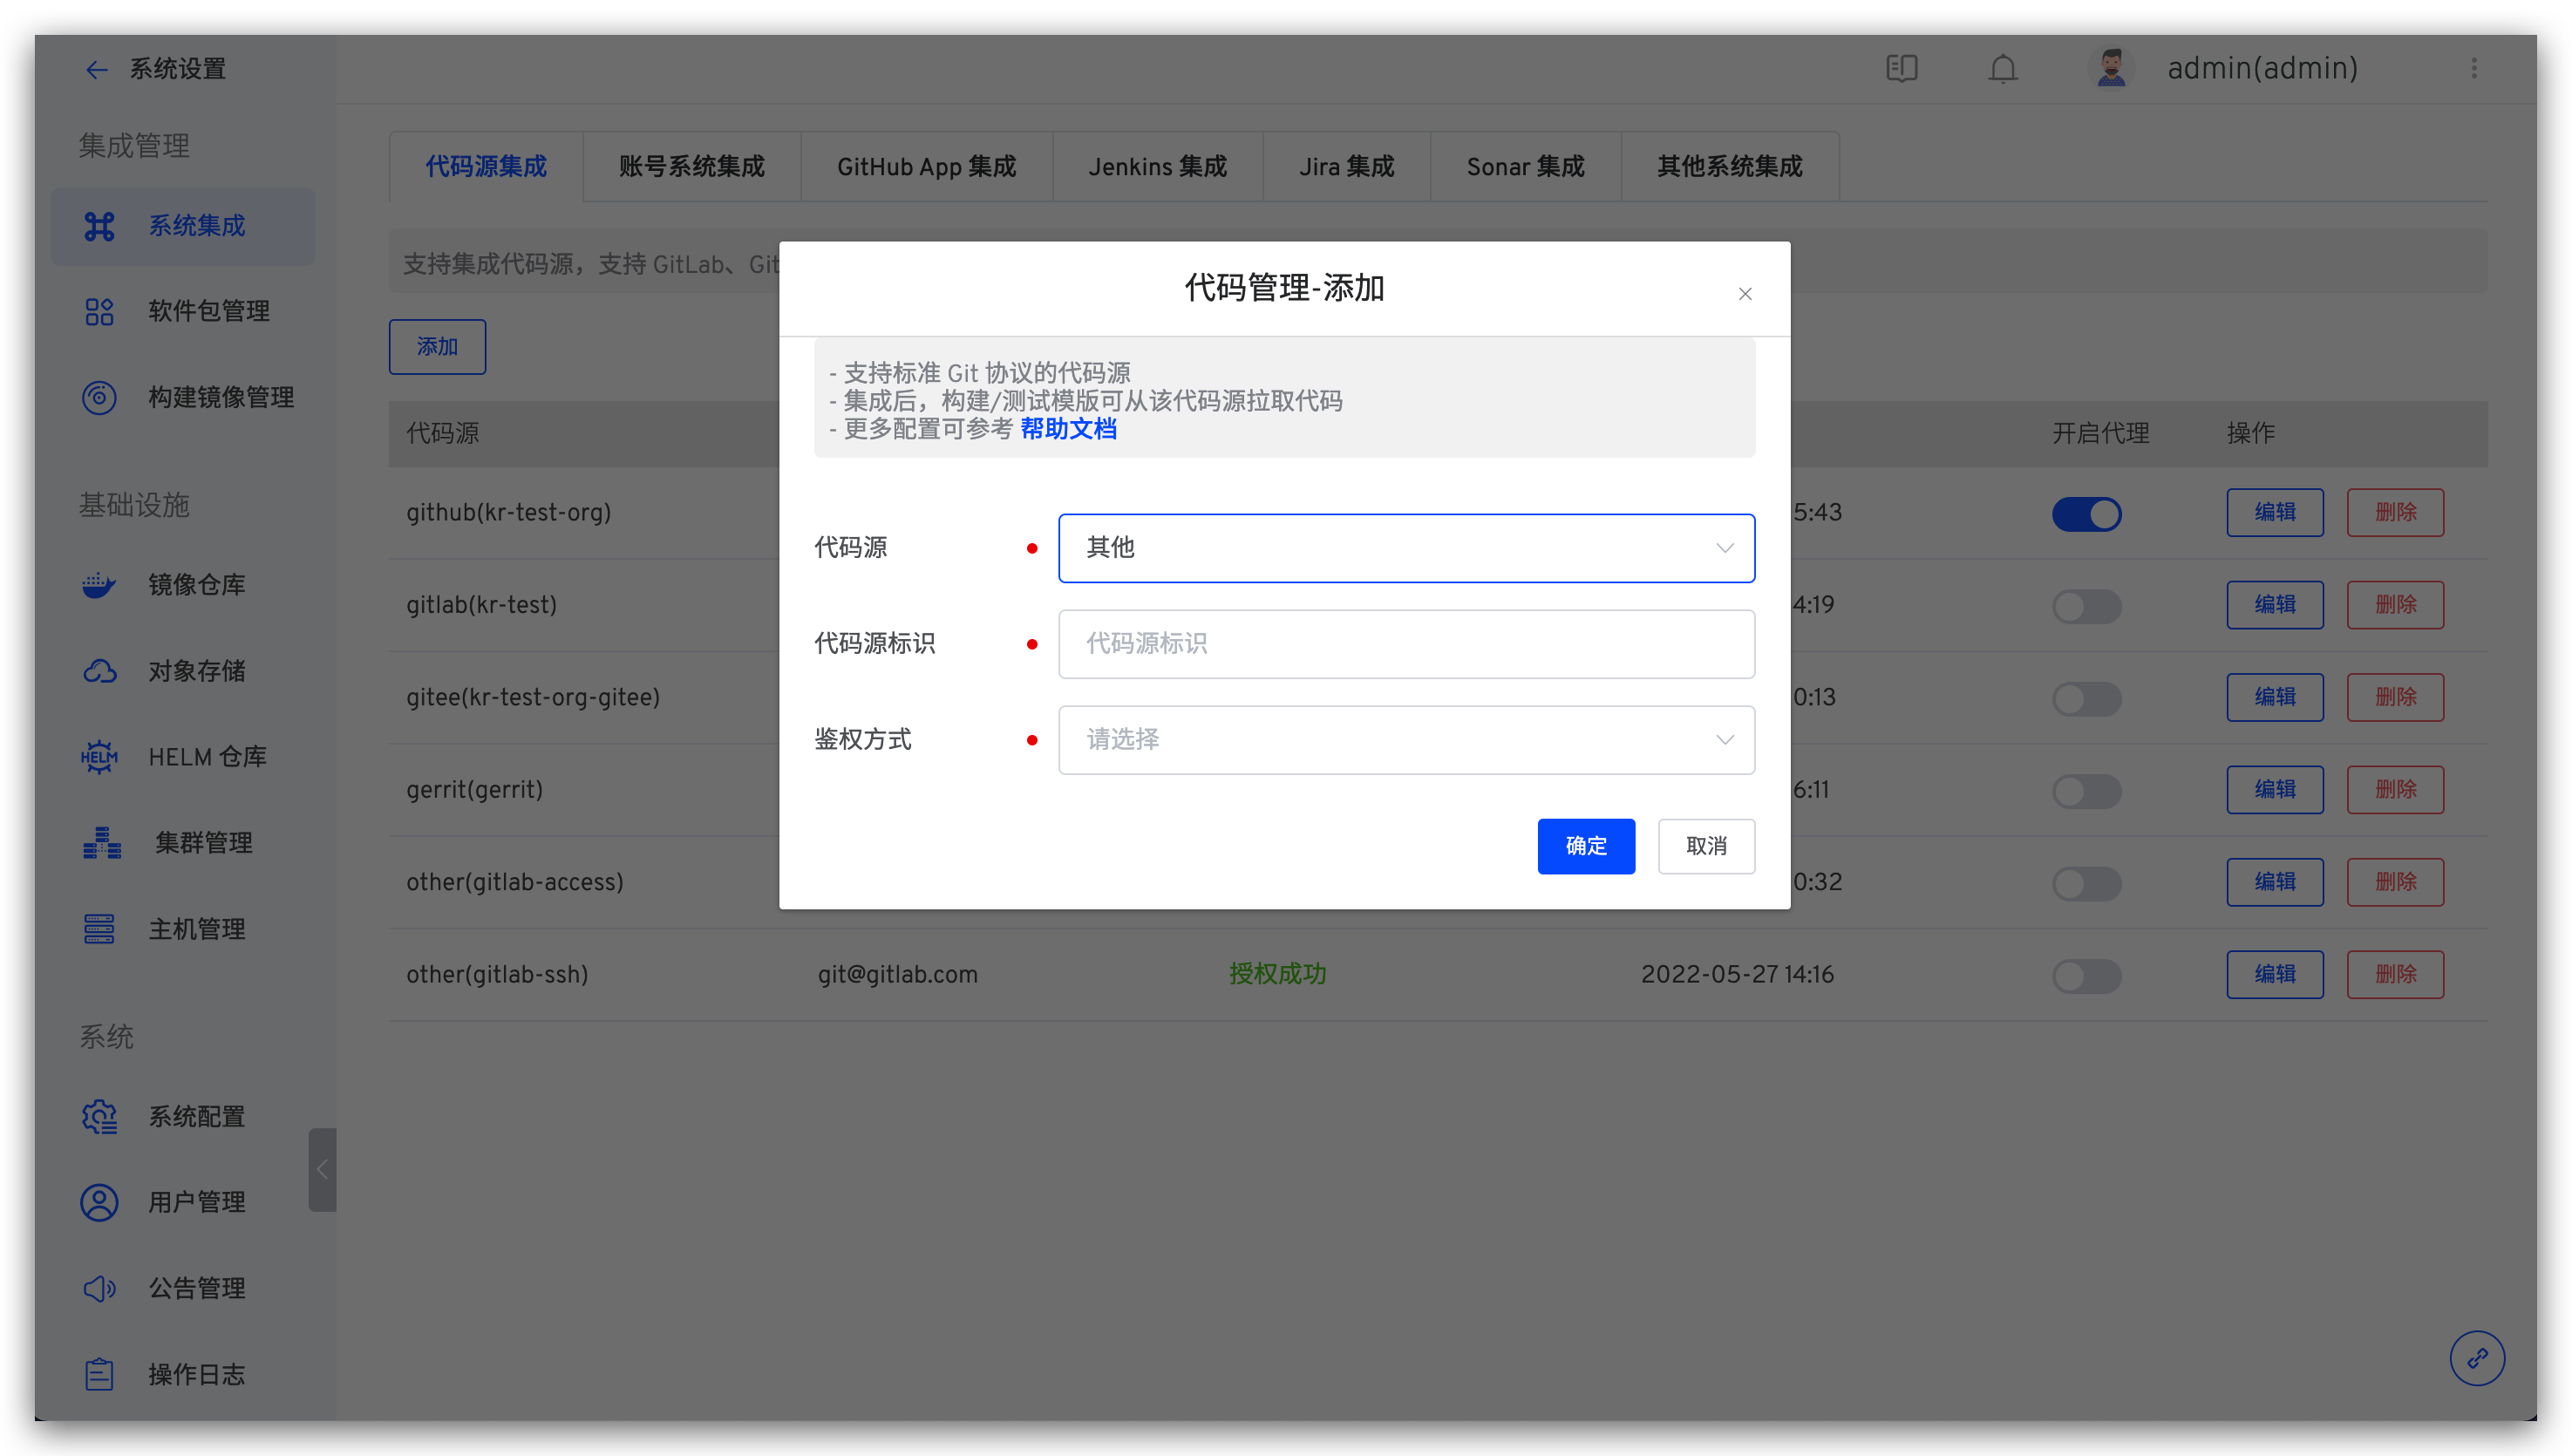 系统设置
admin(admin)
集成管理
系统集成
软件包管理
构建镜像管理
基础设施
镜像仓库
对象存储
HELM
HELM 仓库
集群管理
主机管理
系统
系统配置
用户管理
公告管理
操作日志
代码源集成
账号系统集成
GitHub App 集成
Jenkins 集成
Jira 集成
Sonar 集成
其他系统集成
支持集成代码源，支持 GitLab、Git
添加
代码源
开启代理
操作
github(kr-test-org)
5:43
编辑
删除
gitlab(kr-test)
4:19
编辑
删除
gitee(kr-test-org-gitee)
0:13
编辑
删除
gerrit(gerrit)
6:11
编辑
删除
other(gitlab-access)
0:32
编辑
删除
other(gitlab-ssh)
git@gitlab.com
授权成功
2022-05-27 14:16
编辑
删除
代码管理-添加
- 支持标准 Git 协议的代码源
- 集成后，构建/测试模版可从该代码源拉取代码
- 更多配置可参考 帮助文档
代码源
其他
代码源标识
代码源标识
鉴权方式
请选择
确定
取消